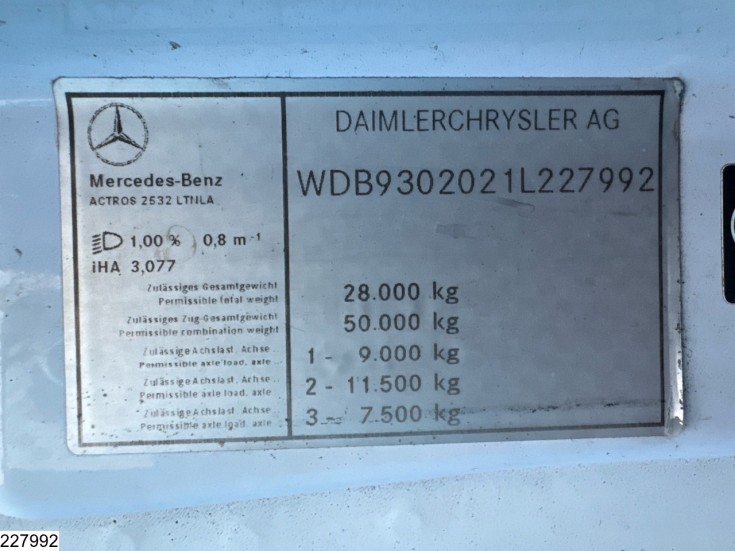 DAIMLERCHRYSLER AG
Mercedes-Benz
ACTROS 2532 LTNLA
WDB9302021L227992
1,00 % 0,8 m⁻¹
iHA 3,077
Zulässiges Gesamtgewicht
Permissible total weight
28.000 kg
Zulässiges Zug-Gesamtgewicht
Permissible combination weight
50.000 kg
Zulässige Achslast, Achse ..
Permissible axle load, axle ...
1 - 9.000 kg
Zulässige Achslast, Achse ..
Permissible axle load, axle ...
2 - 11.500 kg
Zulässige Achslast, Achse ..
Permissible axle load, axle ...
3 - 7.500 kg
227992